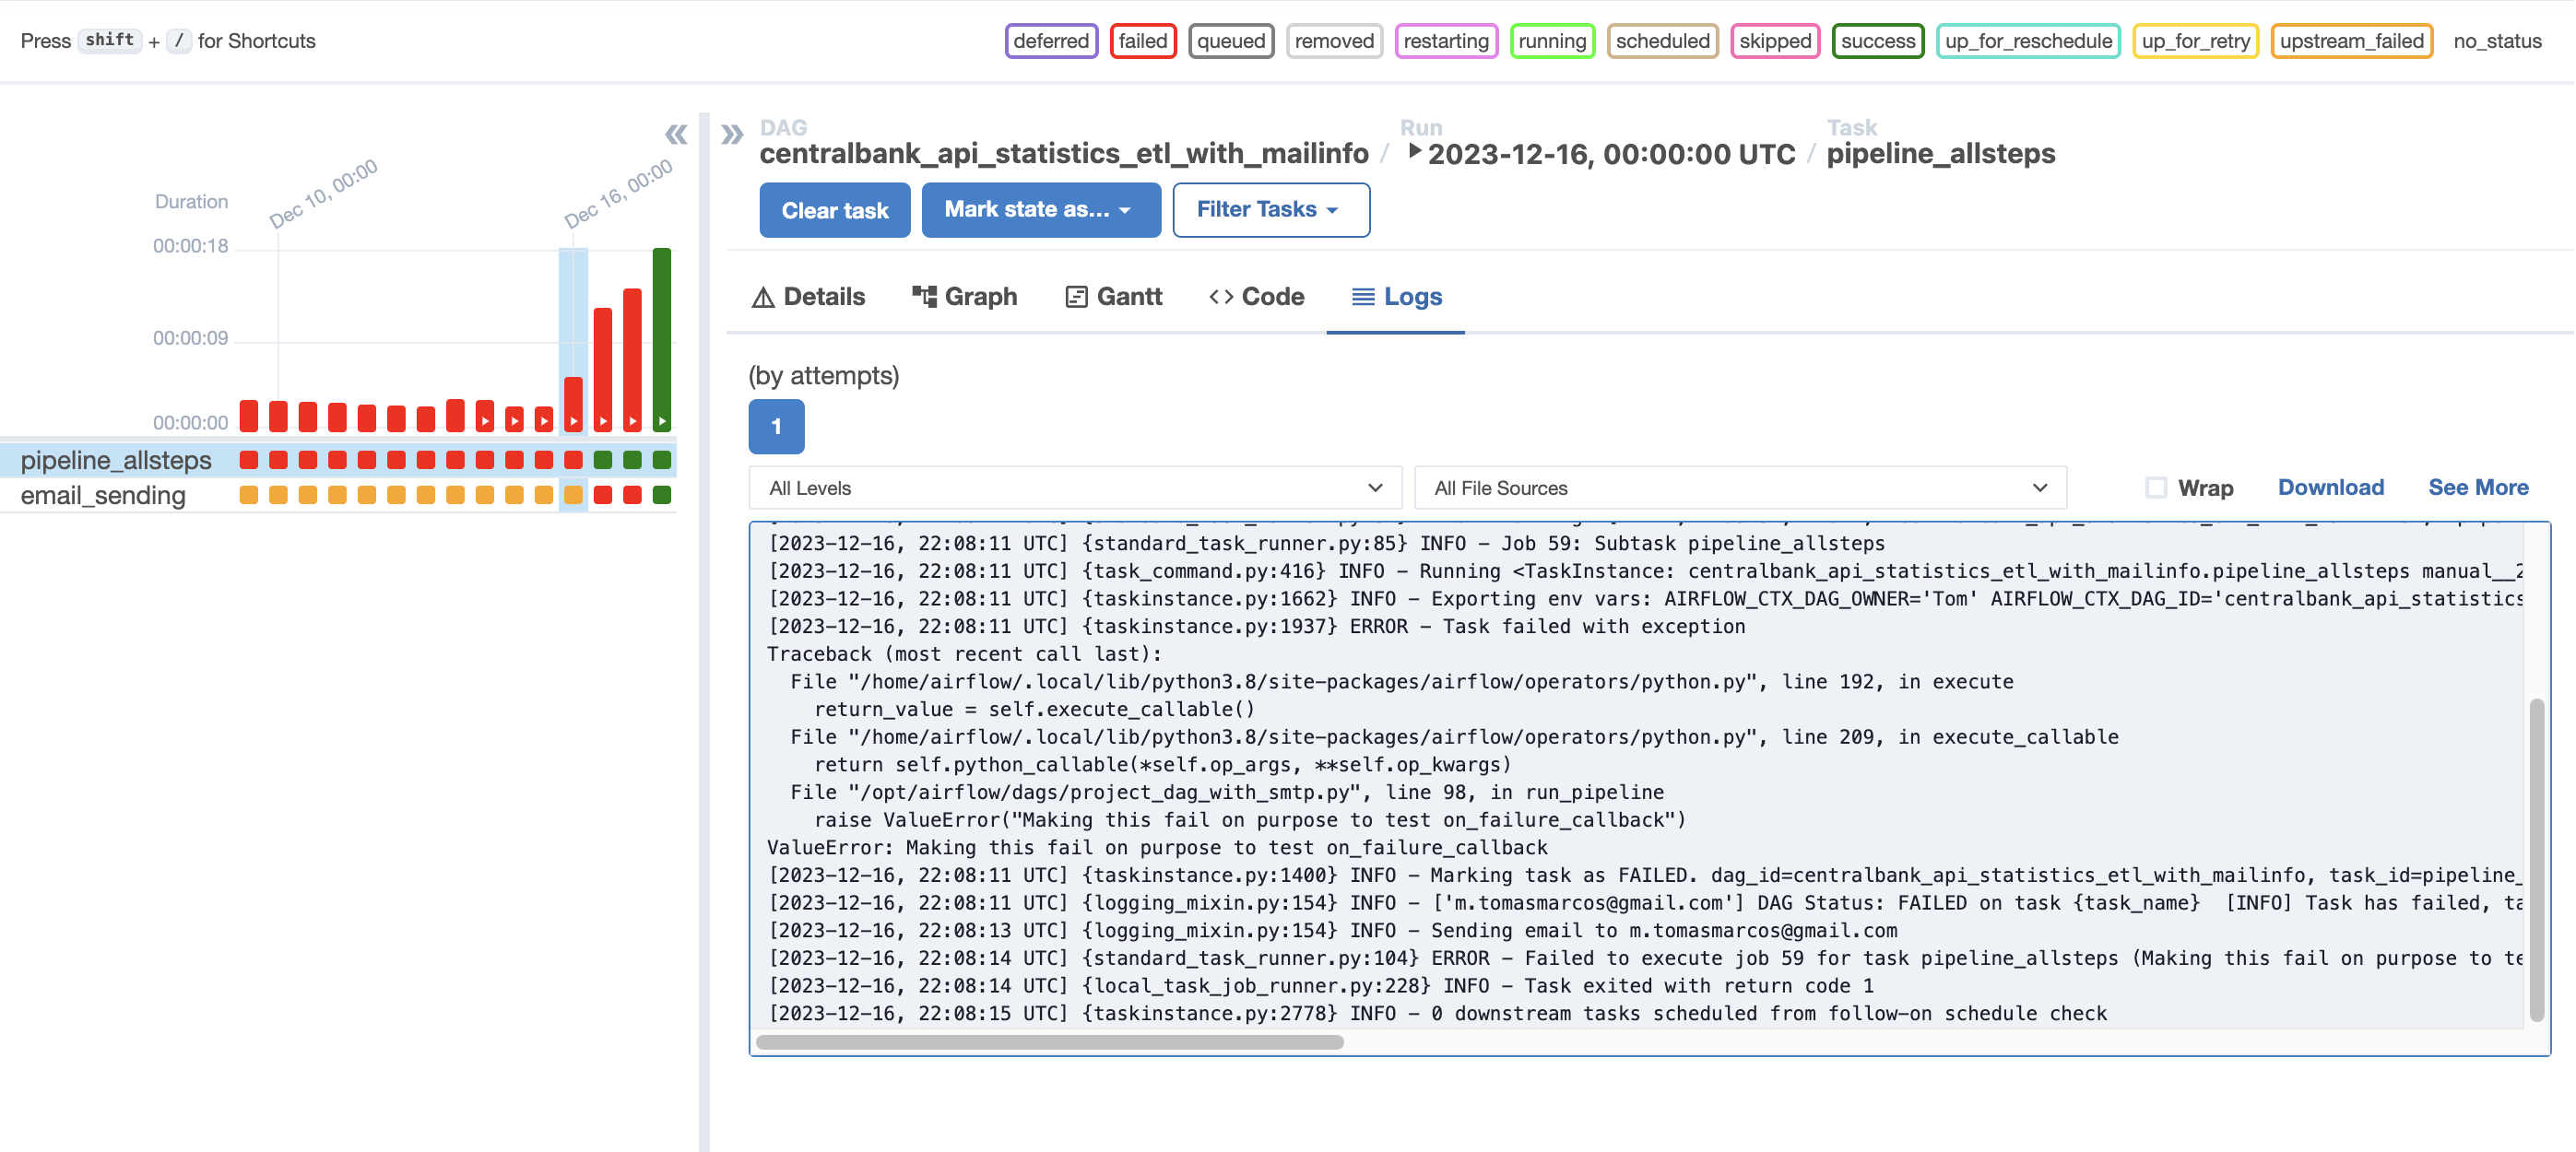 Press shift + / for Shortcuts
deferred failed queued removed restarting running scheduled skipped success up_for_reschedule up_for_retry upstream_failed no_status
Duration
Dec 10, 00:00
Dec 16, 00:00
00:00:18
00:00:09
00:00:00
pipeline_allsteps
email_sending
DAG
centralbank_api_statistics_etl_with_mailinfo /
Run
2023-12-16, 00:00:00 UTC /
Task
pipeline_allsteps
Clear task
Mark state as...
Filter Tasks
Details
Graph
Gantt
Code
Logs
(by attempts)
1
All Levels
All File Sources
Wrap
Download
See More
[2023-12-16, 22:08:11 UTC] {standard_task_runner.py:85} INFO - Job 59: Subtask pipeline_allsteps
[2023-12-16, 22:08:11 UTC] {task_command.py:416} INFO - Running <TaskInstance: centralbank_api_statistics_etl_with_mailinfo.pipeline_allsteps manual__2
[2023-12-16, 22:08:11 UTC] {taskinstance.py:1662} INFO - Exporting env vars: AIRFLOW_CTX_DAG_OWNER='Tom' AIRFLOW_CTX_DAG_ID='centralbank_api_statistics
[2023-12-16, 22:08:11 UTC] {taskinstance.py:1937} ERROR - Task failed with exception
Traceback (most recent call last):
File "/home/airflow/.local/lib/python3.8/site-packages/airflow/operators/python.py", line 192, in execute
return_value = self.execute_callable()
File "/home/airflow/.local/lib/python3.8/site-packages/airflow/operators/python.py", line 209, in execute_callable
return self.python_callable(*self.op_args, **self.op_kwargs)
File "/opt/airflow/dags/project_dag_with_smtp.py", line 98, in run_pipeline
raise ValueError("Making this fail on purpose to test on_failure_callback")
ValueError: Making this fail on purpose to test on_failure_callback
[2023-12-16, 22:08:11 UTC] {taskinstance.py:1400} INFO - Marking task as FAILED. dag_id=centralbank_api_statistics_etl_with_mailinfo, task_id=pipeline_
[2023-12-16, 22:08:11 UTC] {logging_mixin.py:154} INFO - ['m.tomasmarcos@gmail.com'] DAG Status: FAILED on task {task_name}  [INFO] Task has failed, ta
[2023-12-16, 22:08:13 UTC] {logging_mixin.py:154} INFO - Sending email to m.tomasmarcos@gmail.com
[2023-12-16, 22:08:14 UTC] {standard_task_runner.py:104} ERROR - Failed to execute job 59 for task pipeline_allsteps (Making this fail on purpose to te
[2023-12-16, 22:08:14 UTC] {local_task_job_runner.py:228} INFO - Task exited with return code 1
[2023-12-16, 22:08:15 UTC] {taskinstance.py:2778} INFO - 0 downstream tasks scheduled from follow-on schedule check